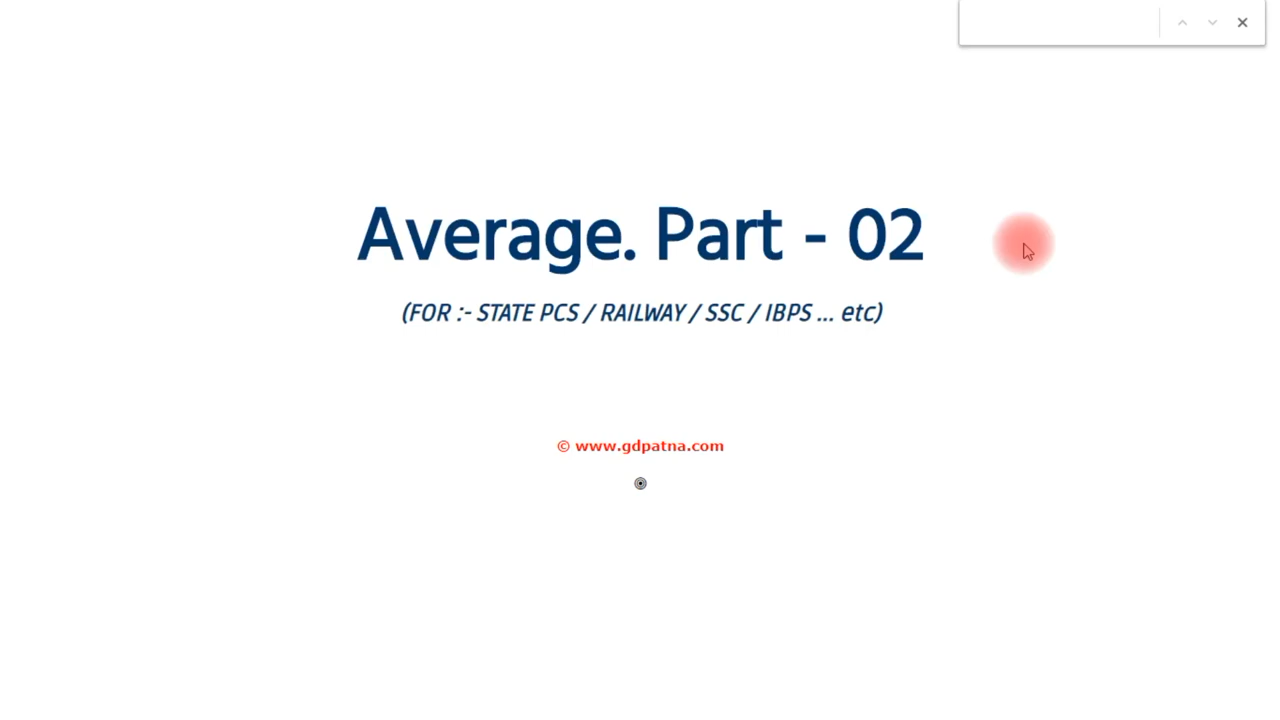 Average. Part - 02
(FOR :- STATE PCS / RAILWAY / SSC / IBPS ... etc)
© www.gdpatna.com